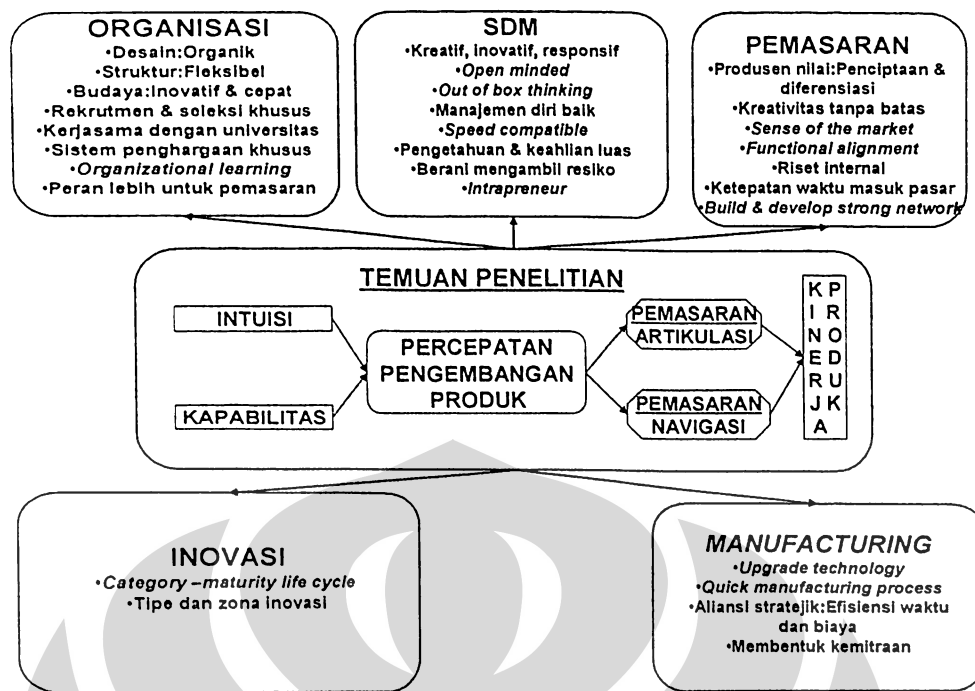 ORGANISASI
•Desain:Organik
•Struktur:Fleksibel
•Budaya:Inovatif & cepat
•Rekrutmen & seleksi khusus
•Kerjasama dengan universitas
•Sistem penghargaan khusus
•Organizational learning
•Peran lebih untuk pemasaran
SDM
•Kreatif, inovatif, responsif
•Open minded
•Out of box thinking
•Manajemen diri baik
•Speed compatible
•Pengetahuan & keahlian luas
•Berani mengambil resiko
•Intrapreneur
PEMASARAN
•Produsen nilai:Penciptaan &
diferensiasi
•Kreativitas tanpa batas
•Sense of the market
•Functional alignment
•Riset internal
•Ketepatan waktu masuk pasar
•Build & develop strong network
TEMUAN PENELITIAN
INTUISI
KAPABILITAS
PERCEPATAN
PENGEMBANGAN
PRODUK
PEMASARAN
ARTIKULASI
PEMASARAN
NAVIGASI
KINERJA
PRODUK
INOVASI
•Category –maturity life cycle
•Tipe dan zona inovasi
MANUFACTURING
•Upgrade technology
•Quick manufacturing process
•Aliansi stratejik:Efisiensi waktu
dan biaya
•Membentuk kemitraan